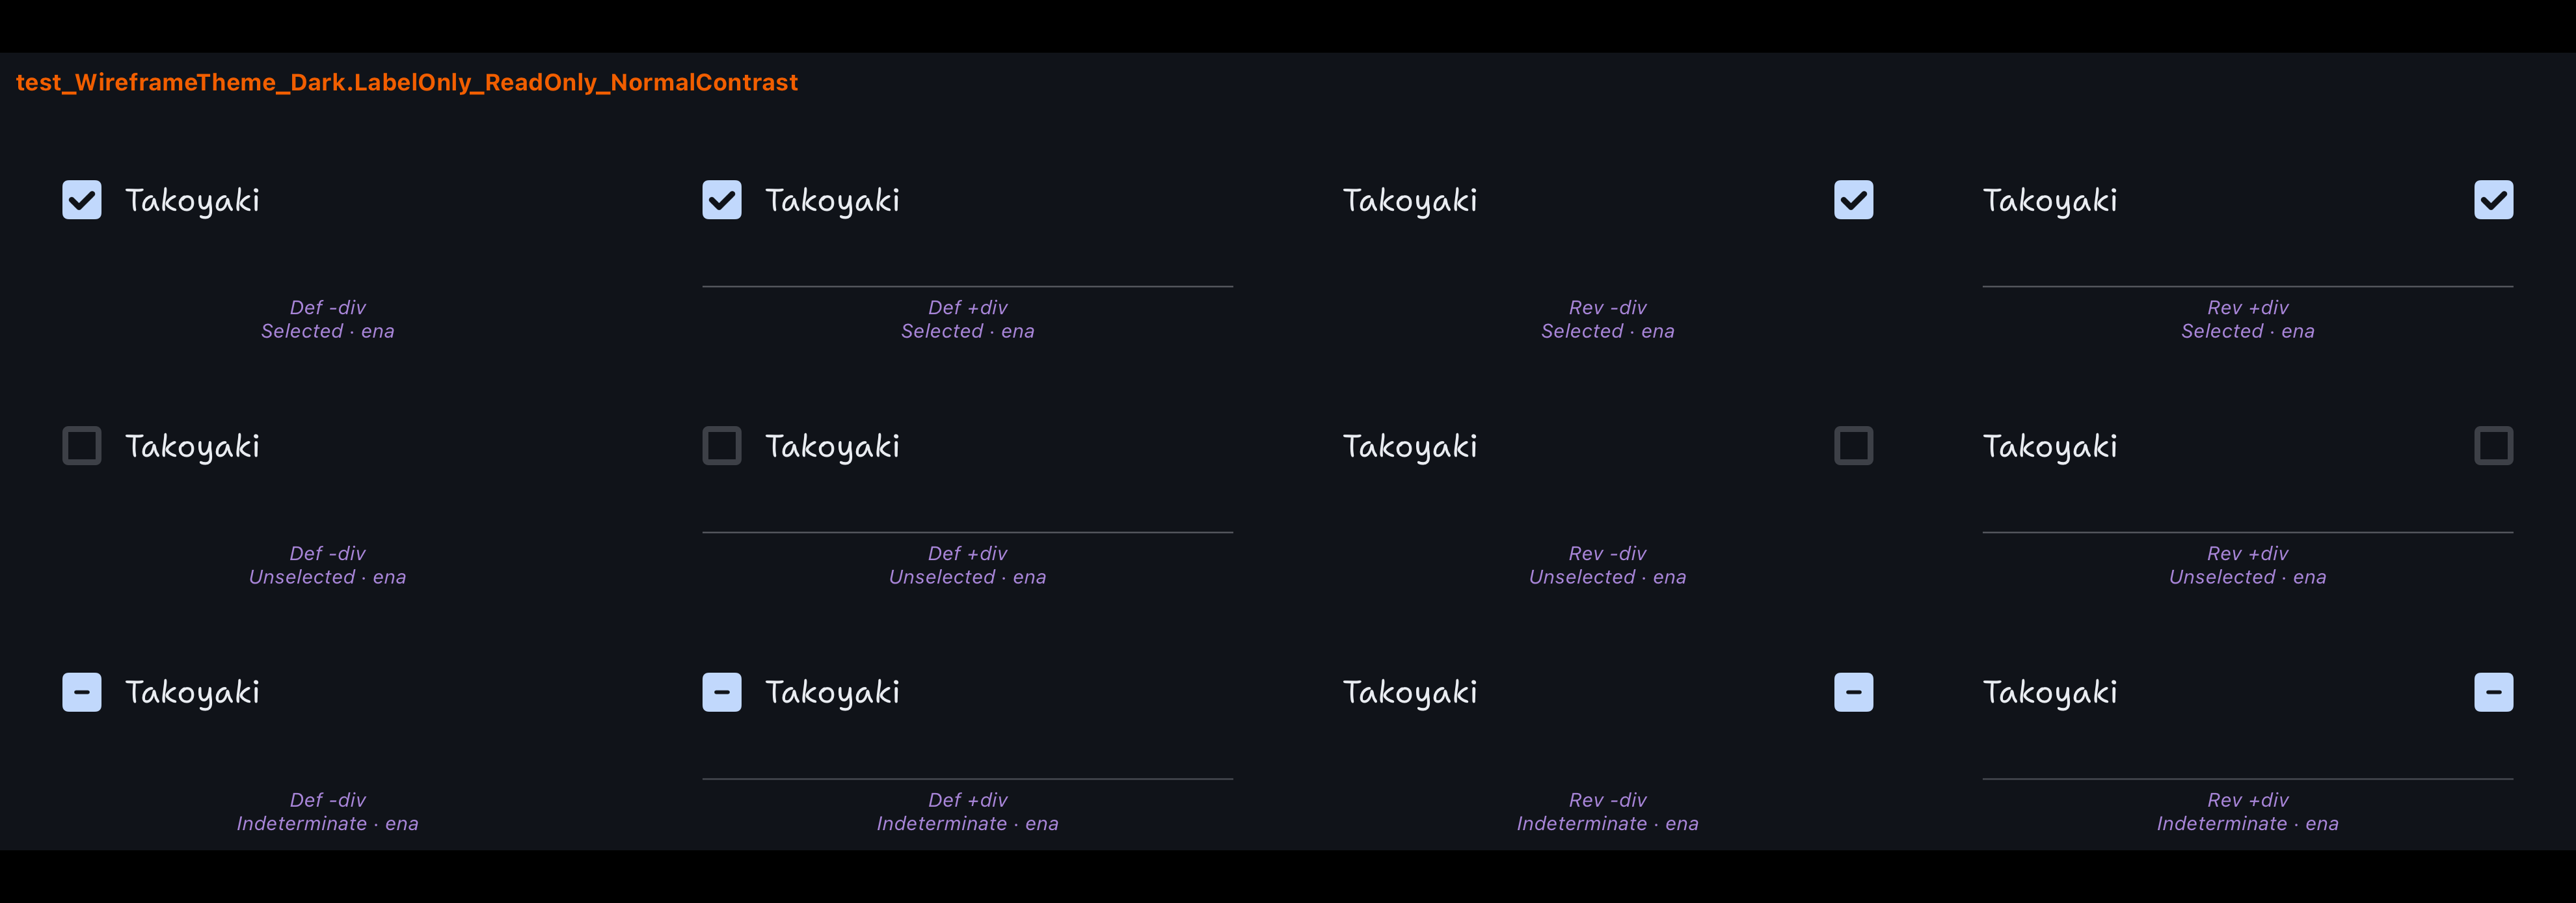 test_WireframeTheme_Dark.LabelOnly_ReadOnly_NormalContrast
Takoyaki
Takoyaki
Takoyaki
Takoyaki
Def -div
Selected · ena
Def +div
Selected · ena
Rev -div
Selected · ena
Rev +div
Selected · ena
Takoyaki
Takoyaki
Takoyaki
Takoyaki
Def -div
Unselected · ena
Def +div
Unselected · ena
Rev -div
Unselected · ena
Rev +div
Unselected · ena
Takoyaki
Takoyaki
Takoyaki
Takoyaki
Def -div
Indeterminate · ena
Def +div
Indeterminate · ena
Rev -div
Indeterminate · ena
Rev +div
Indeterminate · ena